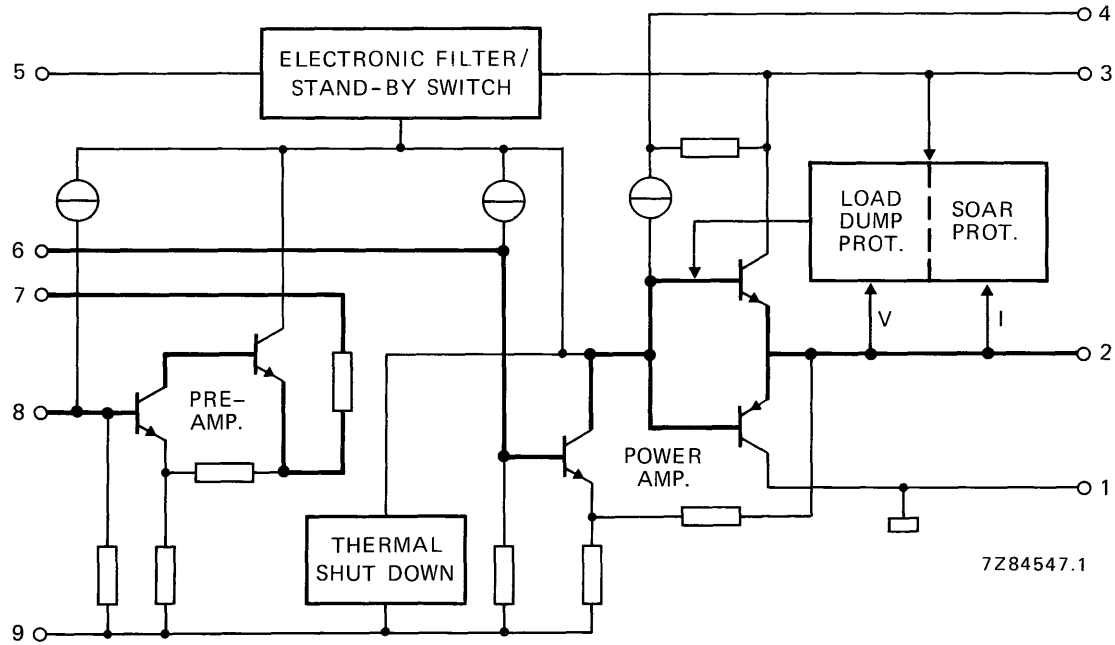 4
ELECTRONIC FILTER/
STAND-BY SWITCH
5
3
LOAD
DUMP
PROT.
SOAR
PROT.
6
7
V
I
2
PRE-
AMP.
8
POWER
AMP.
1
THERMAL
SHUT DOWN
7Z84547.1
9